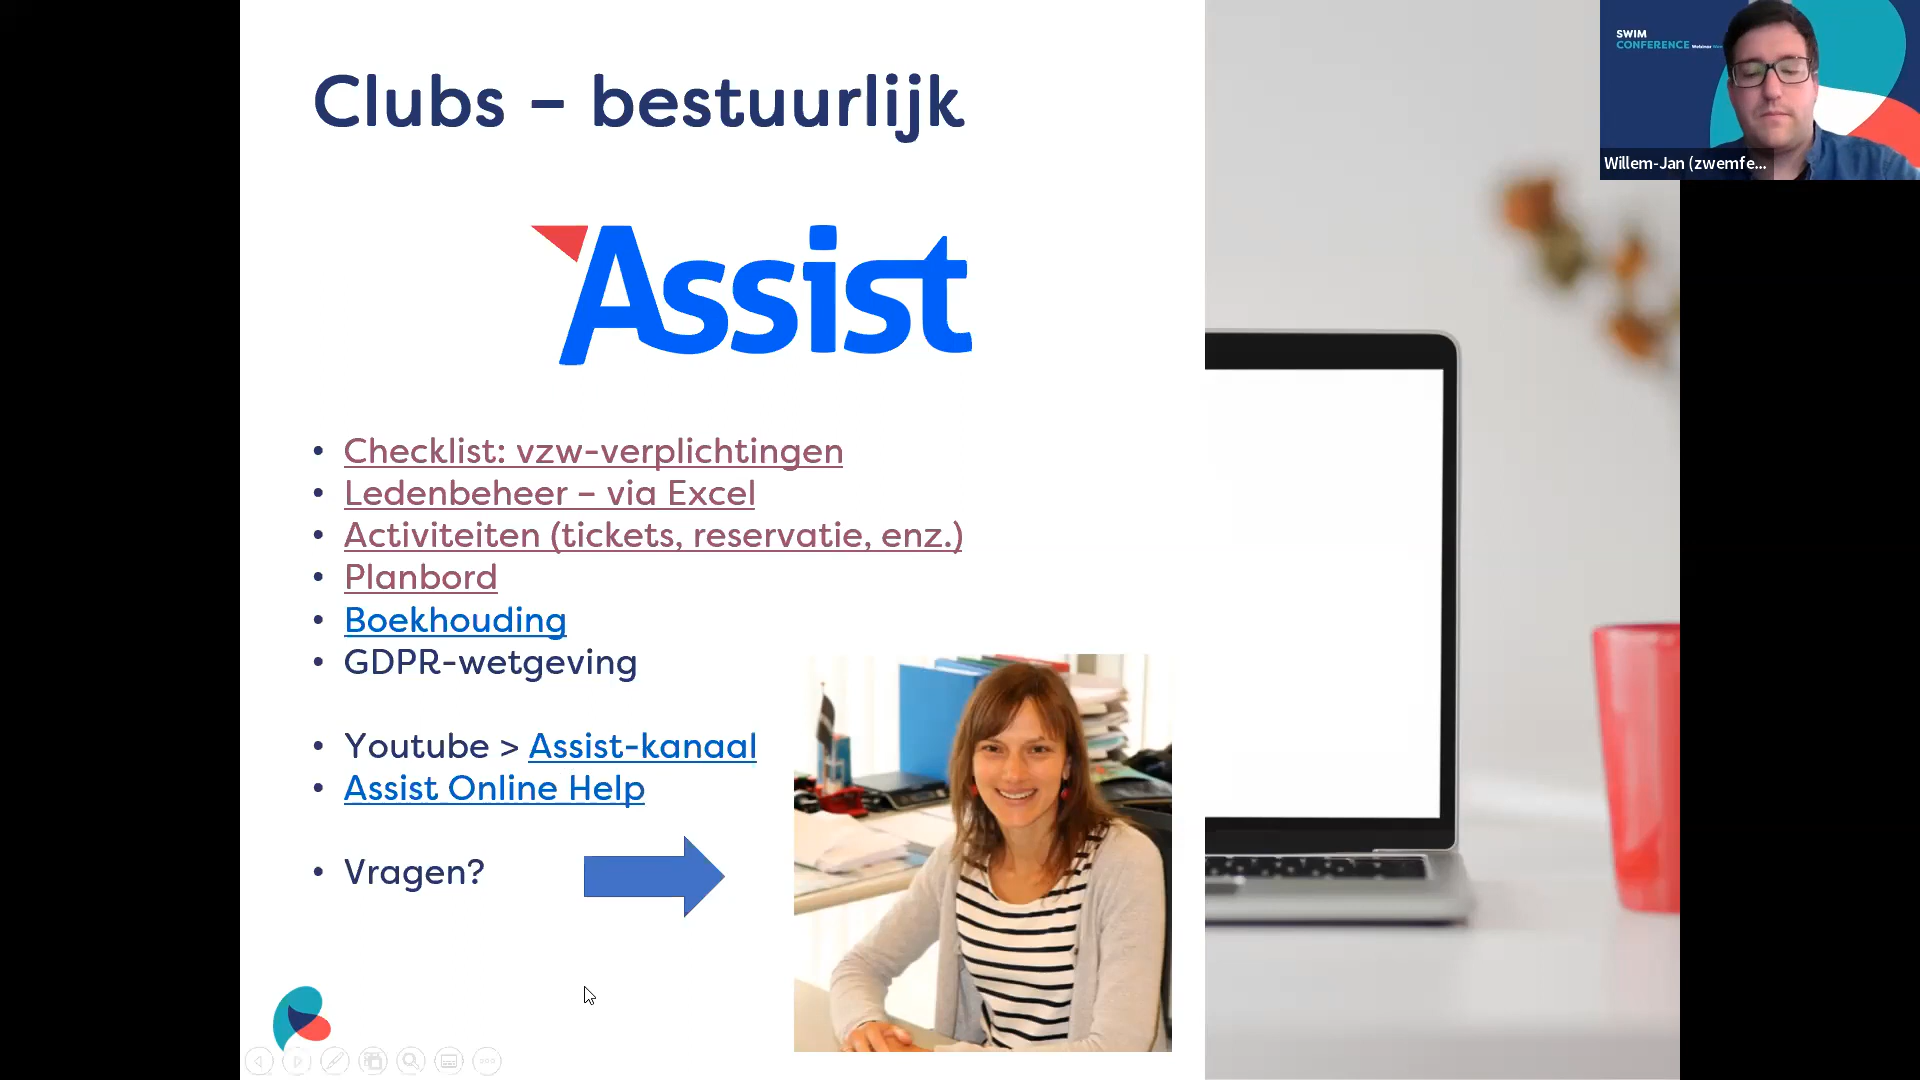 Clubs – bestuurlijk
Assist
• Checklist: vzw-verplichtingen
• Ledenbeheer – via Excel
• Activiteiten (tickets, reservatie, enz.)
• Planbord
• Boekhouding
• GDPR-wetgeving
• Youtube > Assist-kanaal
• Assist Online Help
• Vragen?
SWIM
CONFERENCE Webinar
Willem-Jan (zwemfe...